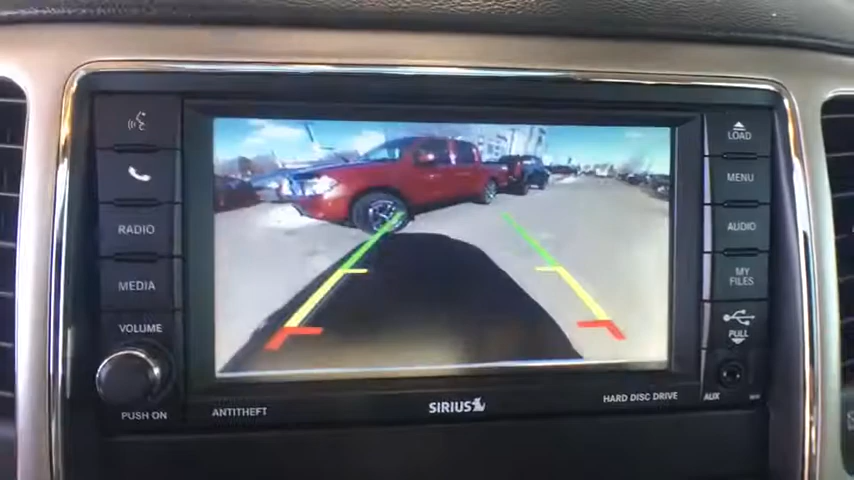 LOAD
MENU
RADIO
AUDIO
MEDIA
MY
FILES
VOLUME
PULL
PUSH ON
ANTITHEFT
SIRIUS
HARD DISC DRIVE
AUX